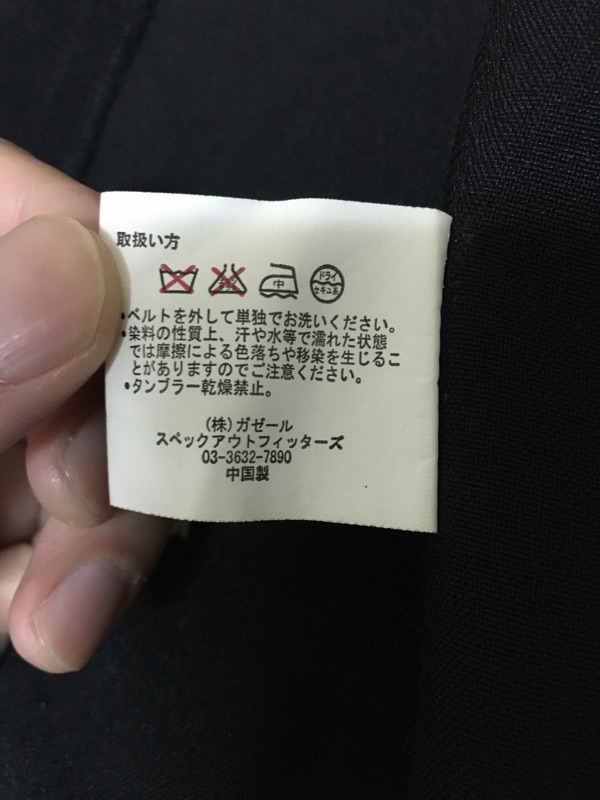 取扱い方
中
ドライ
セキユ系
•ベルトを外して単独でお洗いください。
•染料の性質上、汗や水等で濡れた状態
では摩擦による色落ちや移染を生じるこ
とがありますのでご注意ください。
•タンブラー乾燥禁止。
(株)ガゼール
スペックアウトフィッターズ
03-3632-7890
中国製